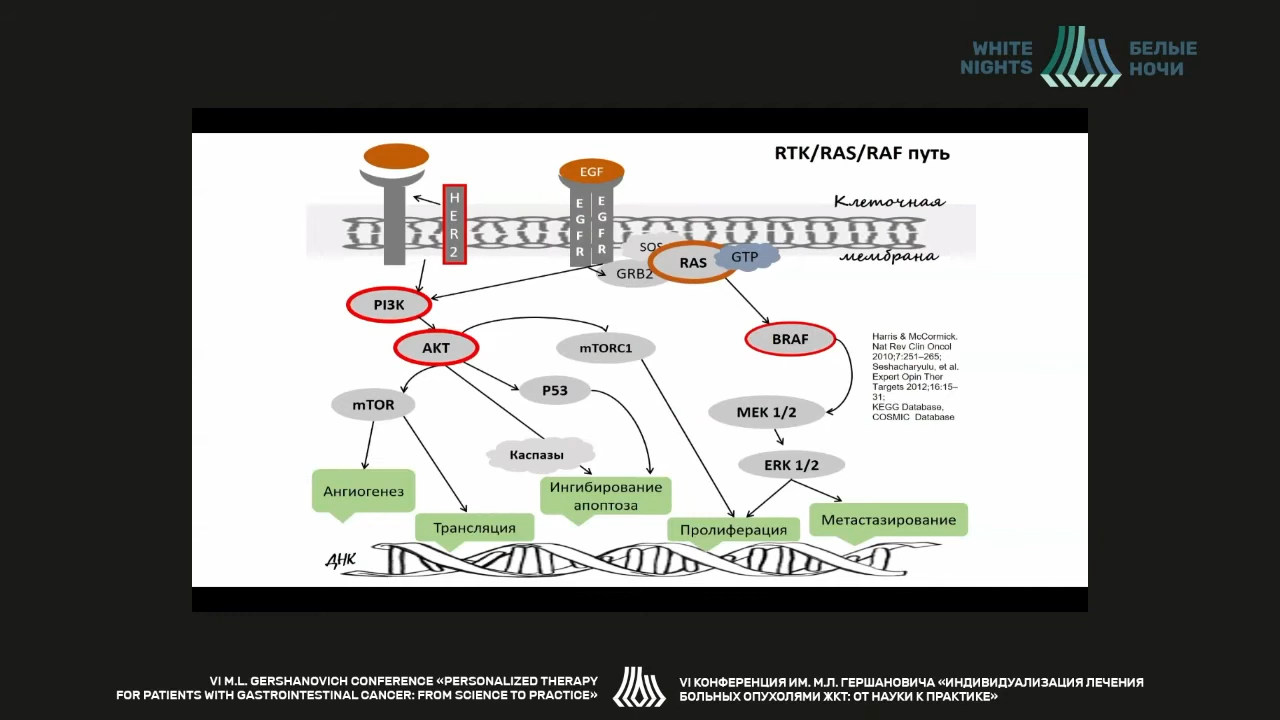 WHITE
NIGHTS
БЕЛЫЕ
НОЧИ
RTK/RAS/RAF путь
EGF
HER2
EGFR
EGFR
Клеточная
мембрана
SOS
GRB2
RAS
GTP
PI3K
AKT
mTORC1
BRAF
Harris & McCormick.
Nat Rev Clin Oncol
2010;7:251–265;
Seshacharyulu, et al.
Expert Opin Ther
Targets 2012;16:15–
31;
KEGG Database,
COSMIC Database
mTOR
P53
MEK 1/2
Каспазы
ERK 1/2
Ангиогенез
Ингибирование
апоптоза
Трансляция
Пролиферация
Метастазирование
ДНК
VI M.L. GERSHANOVICH CONFERENCE «PERSONALIZED THERAPY
FOR PATIENTS WITH GASTROINTESTINAL CANCER: FROM SCIENCE TO PRACTICE»
VI КОНФЕРЕНЦИЯ ИМ. М.Л. ГЕРШАНОВИЧА «ИНДИВИДУАЛИЗАЦИЯ ЛЕЧЕНИЯ
БОЛЬНЫХ ОПУХОЛЯМИ ЖКТ: ОТ НАУКИ К ПРАКТИКЕ»